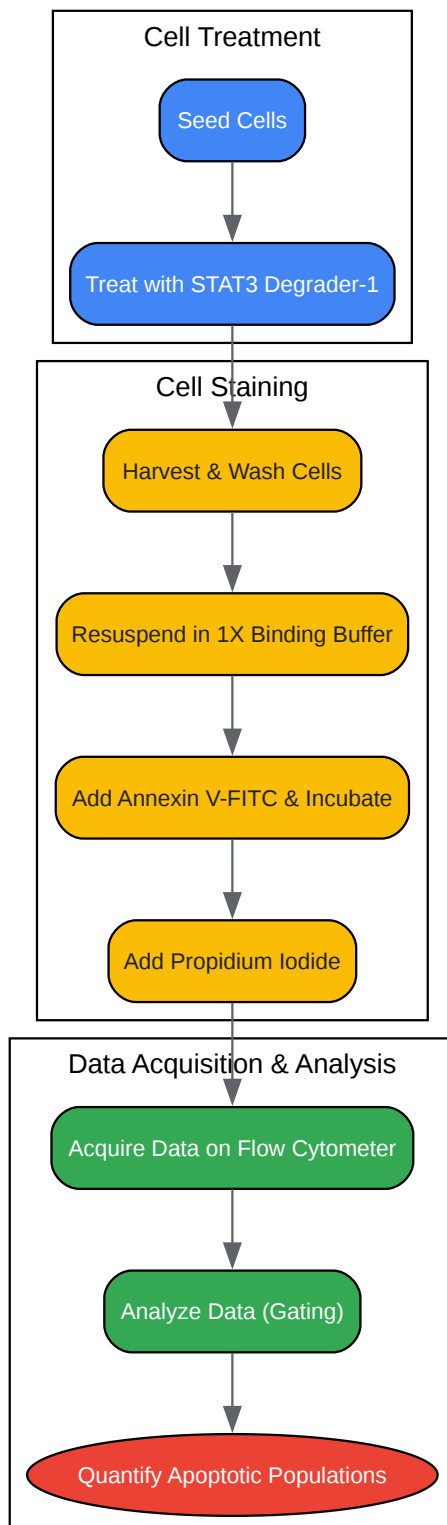 Cell Treatment
Seed Cells
Treat with STAT3 Degrader-1
Cell Staining
Harvest & Wash Cells
Resuspend in 1X Binding Buffer
Add Annexin V-FITC & Incubate
Add Propidium Iodide
Data Acquisition & Analysis
Acquire Data on Flow Cytometer
Analyze Data (Gating)
Quantify Apoptotic Populations